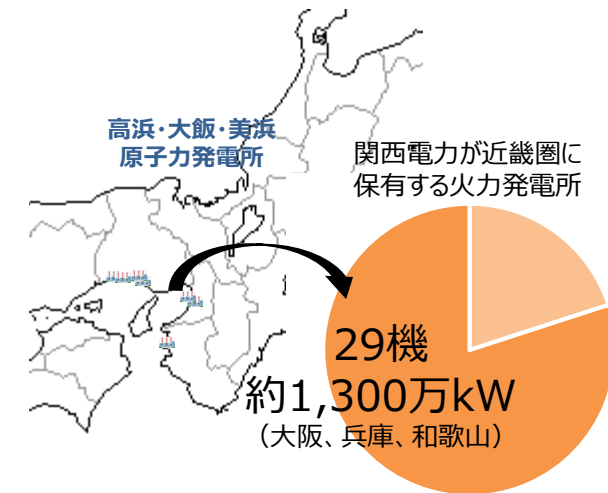 高浜・大飯・美浜
原子力発電所
関西電力が近畿圏に
保有する火力発電所
29機
約1,300万kW
（大阪、兵庫、和歌山）